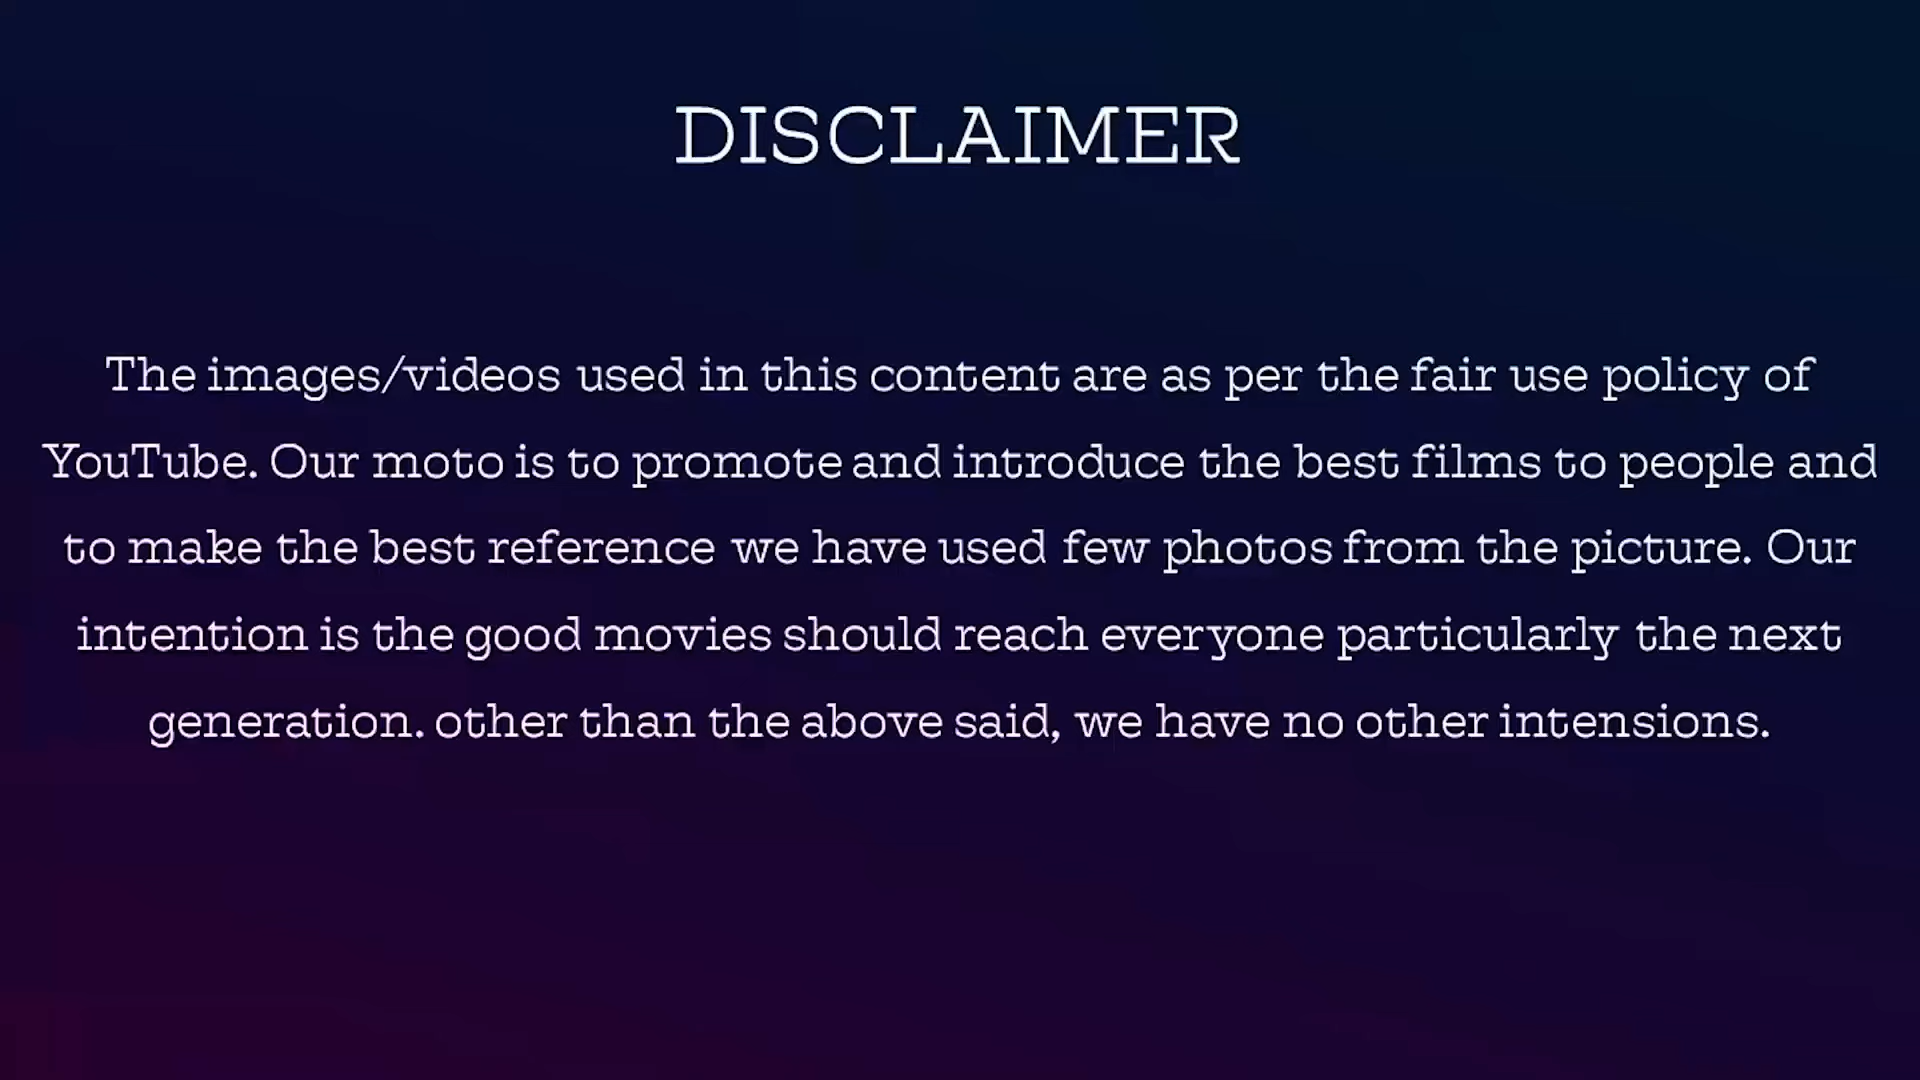 DISCLAIMER
The images/videos used in this content are as per the fair use policy of
YouTube. Our moto is to promote and introduce the best films to people and
to make the best reference we have used few photos from the picture. Our
intention is the good movies should reach everyone particularly the next
generation. other than the above said, we have no other intensions.